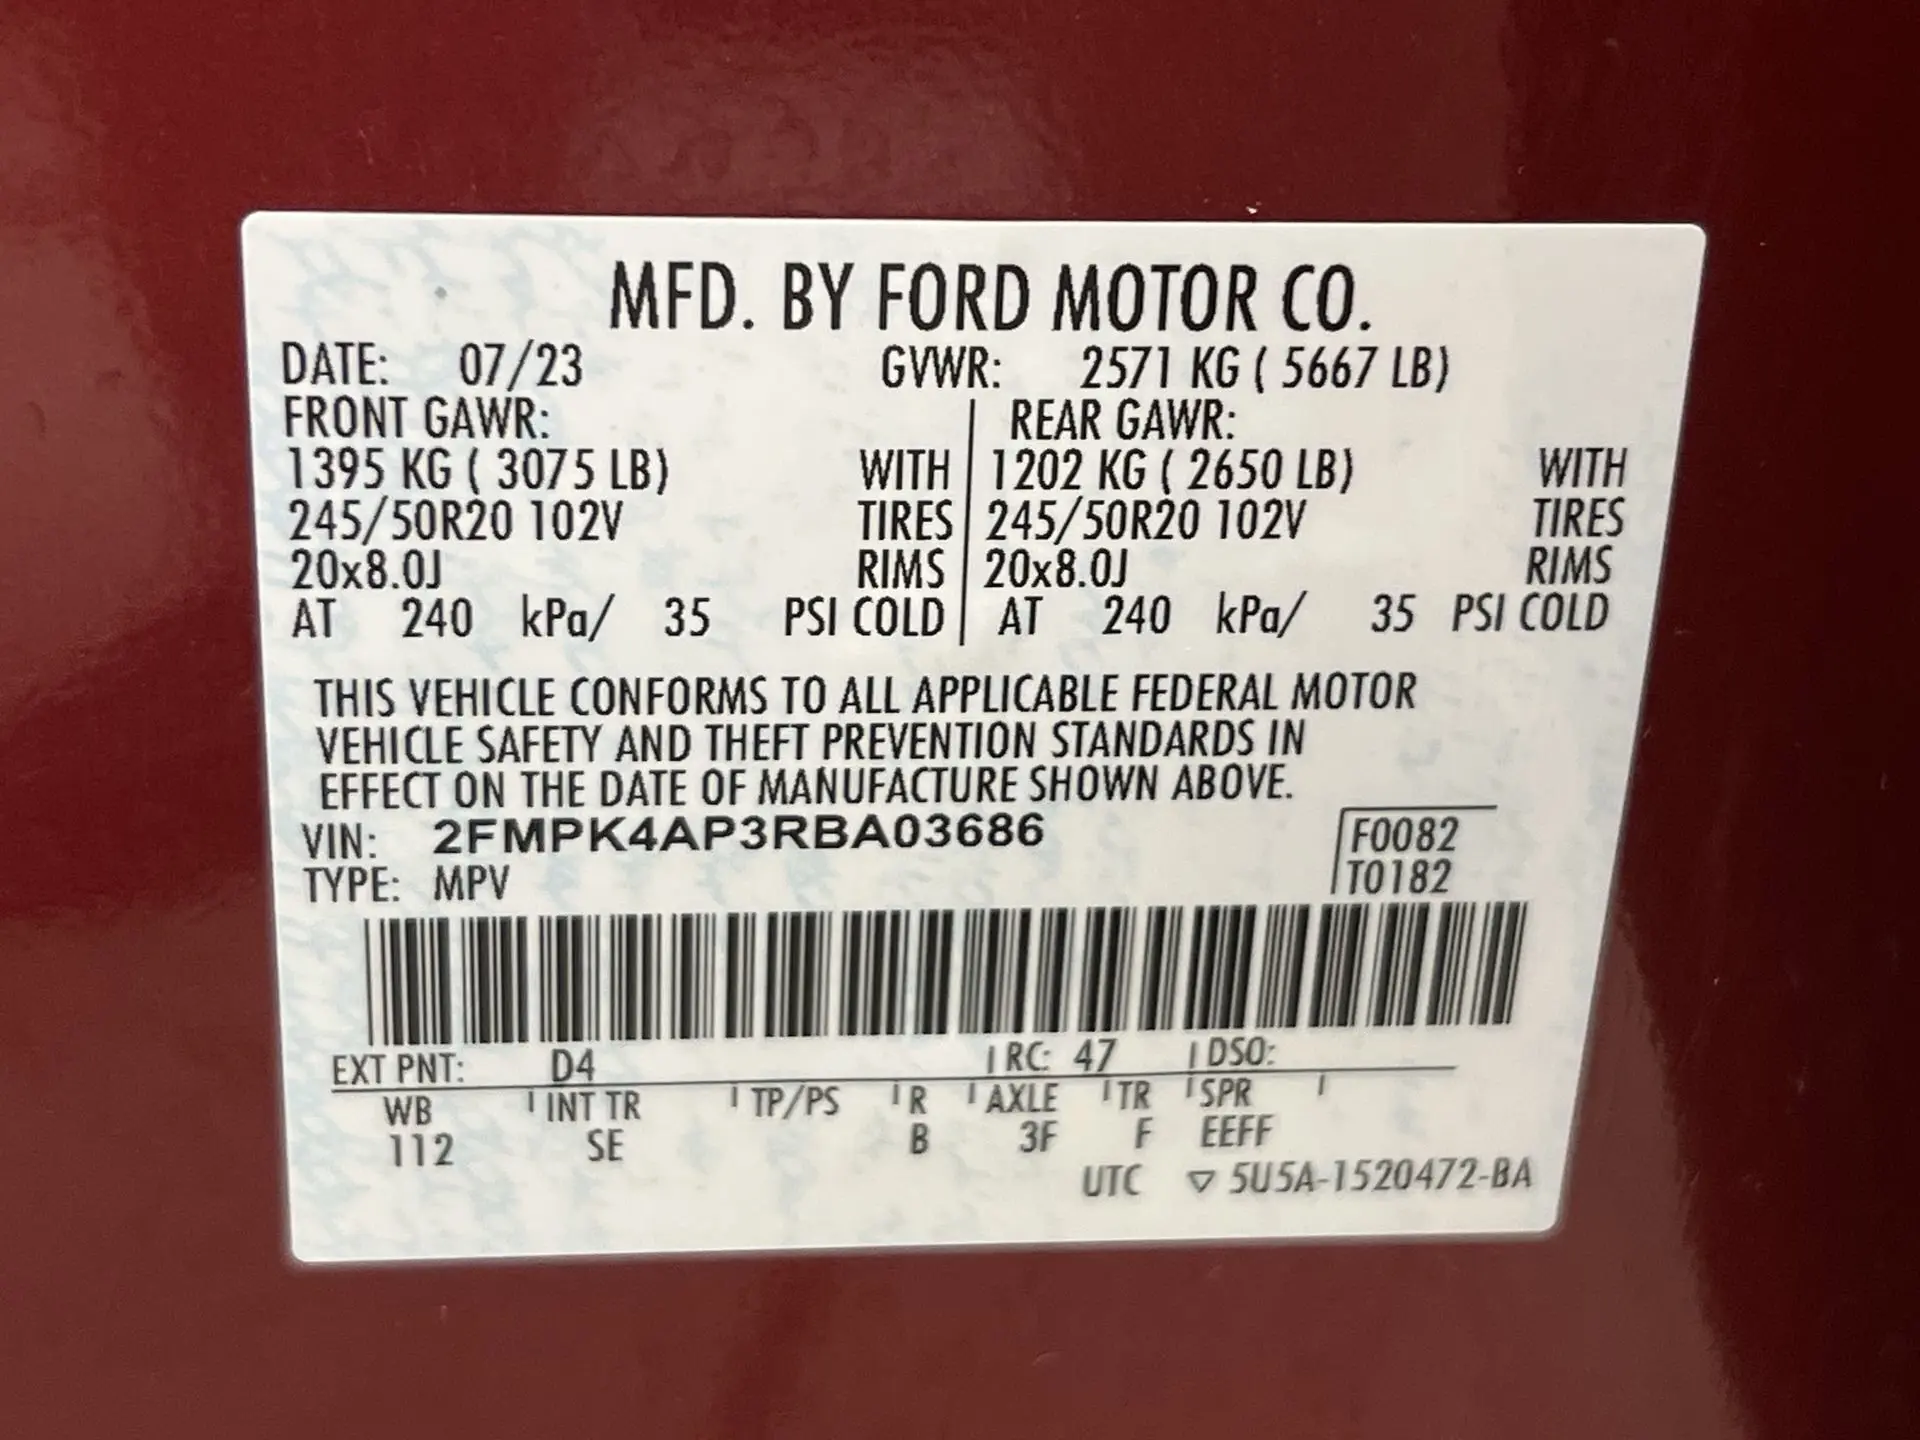 MFD. BY FORD MOTOR CO.
DATE: 07/23 GVWR: 2571 KG ( 5667 LB)
FRONT GAWR: REAR GAWR:
1395 KG ( 3075 LB) WITH 1202 KG ( 2650 LB) WITH
245/50R20 102V TIRES 245/50R20 102V TIRES
20x8.0J RIMS 20x8.0J RIMS
AT 240 kPa/ 35 PSI COLD AT 240 kPa/ 35 PSI COLD
THIS VEHICLE CONFORMS TO ALL APPLICABLE FEDERAL MOTOR
VEHICLE SAFETY AND THEFT PREVENTION STANDARDS IN
EFFECT ON THE DATE OF MANUFACTURE SHOWN ABOVE.
VIN: 2FMPK4AP3RBA03686 F0082
TYPE: MPV T0182
EXT PNT: D4 RC: 47 DSO:
WB INT TR TP/PS R AXLE TR SPR
112 SE B 3F F EEFF
UTC ▽ 5U5A-1520472-BA